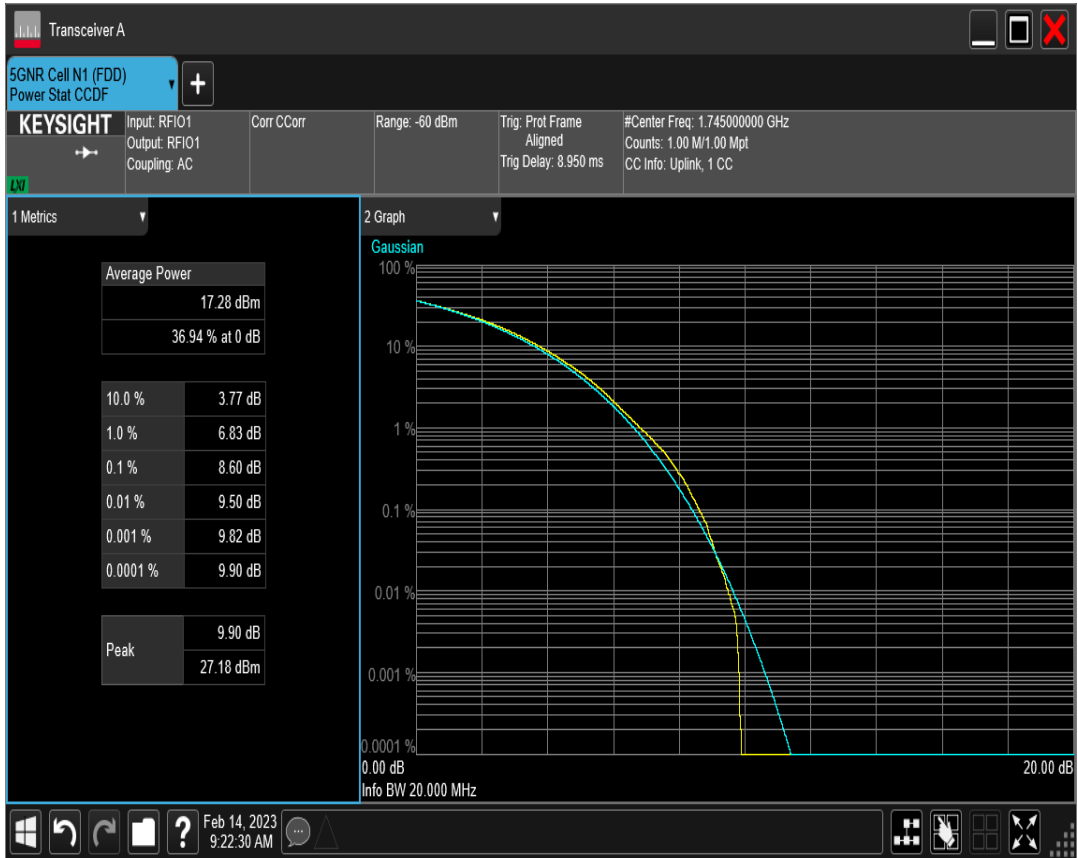 Transceiver A
5GNR Cell N1 (FDD)
Power Stat CCDF
+
KEYSIGHT
LXI
Input: RFIO1
Output: RFIO1
Coupling: AC
Corr CCorr
Range: -60 dBm
Trig: Prot Frame
Aligned
Trig Delay: 8.950 ms
#Center Freq: 1.745000000 GHz
Counts: 1.00 M/1.00 Mpt
CC Info: Uplink, 1 CC
1 Metrics
Average Power
17.28 dBm
36.94 % at 0 dB
10.0 % 3.77 dB
1.0 % 6.83 dB
0.1 % 8.60 dB
0.01 % 9.50 dB
0.001 % 9.82 dB
0.0001 % 9.90 dB
Peak
9.90 dB
27.18 dBm
2 Graph
Gaussian
100 %
10 %
1 %
0.1 %
0.01 %
0.001 %
0.0001 %
0.00 dB 20.00 dB
Info BW 20.000 MHz
?
Feb 14, 2023
9:22:30 AM